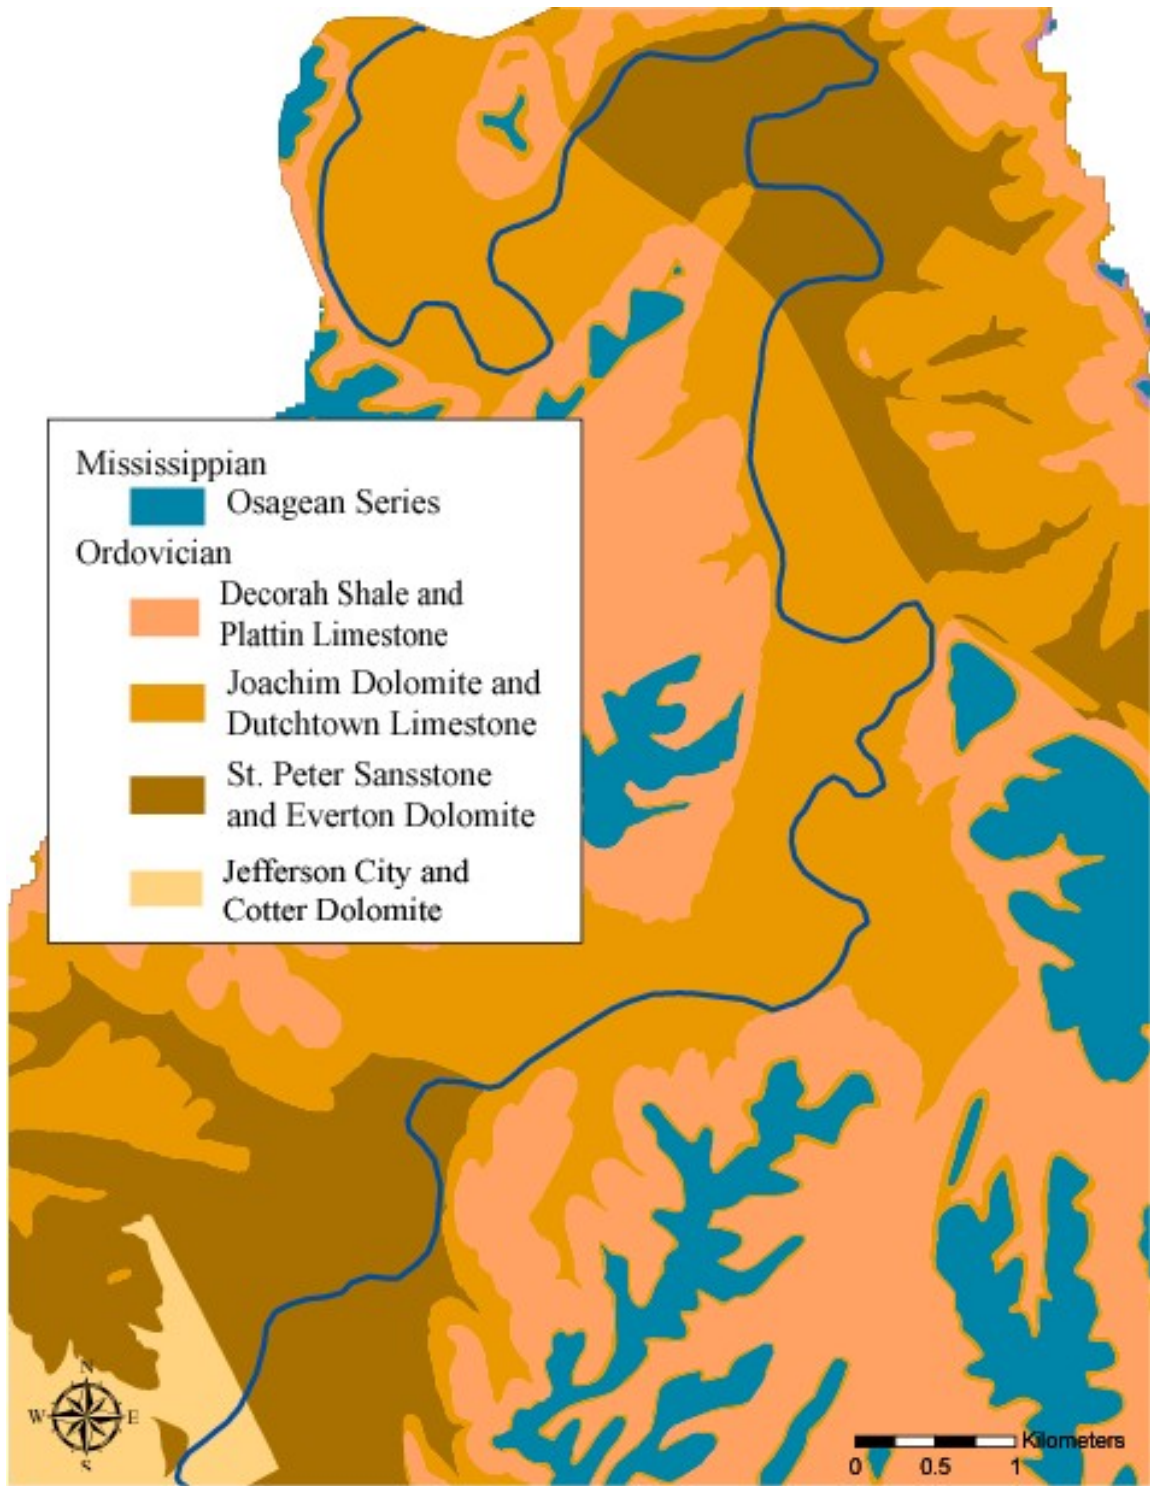 Mississippian
Osagean Series
Ordovician
Decorah Shale and
Plattin Limestone
Joachim Dolomite and
Dutchtown Limestone
St. Peter Sansstone
and Everton Dolomite
Jefferson City and
Cotter Dolomite
N
W E
S
Kilometers
0 0.5 1